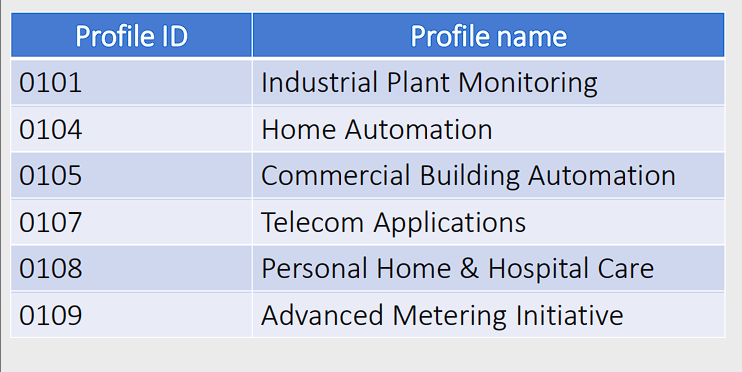 Profile ID Profile name
0101 Industrial Plant Monitoring
0104 Home Automation
0105 Commercial Building Automation
0107 Telecom Applications
0108 Personal Home & Hospital Care
0109 Advanced Metering Initiative